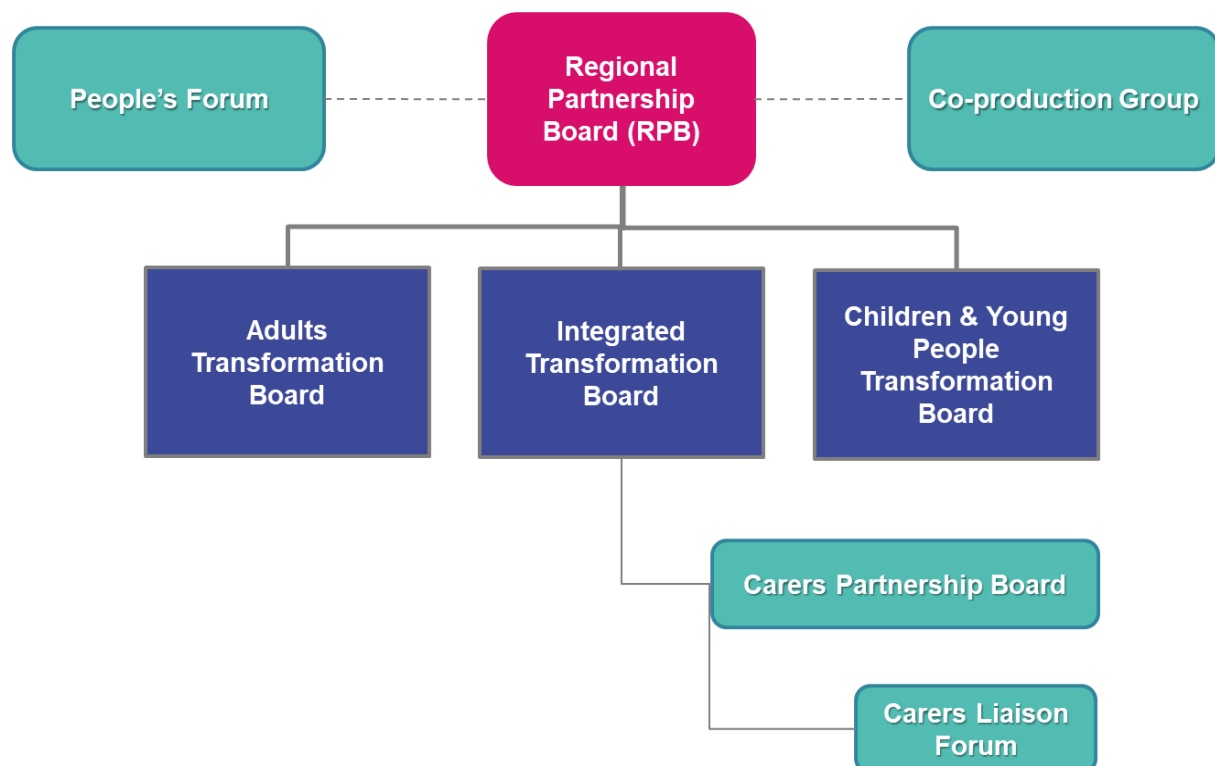 People’s Forum
Regional
Partnership
Board (RPB)
Co-production Group
Adults
Transformation
Board
Integrated
Transformation
Board
Children & Young
People
Transformation
Board
Carers Partnership Board
Carers Liaison
Forum